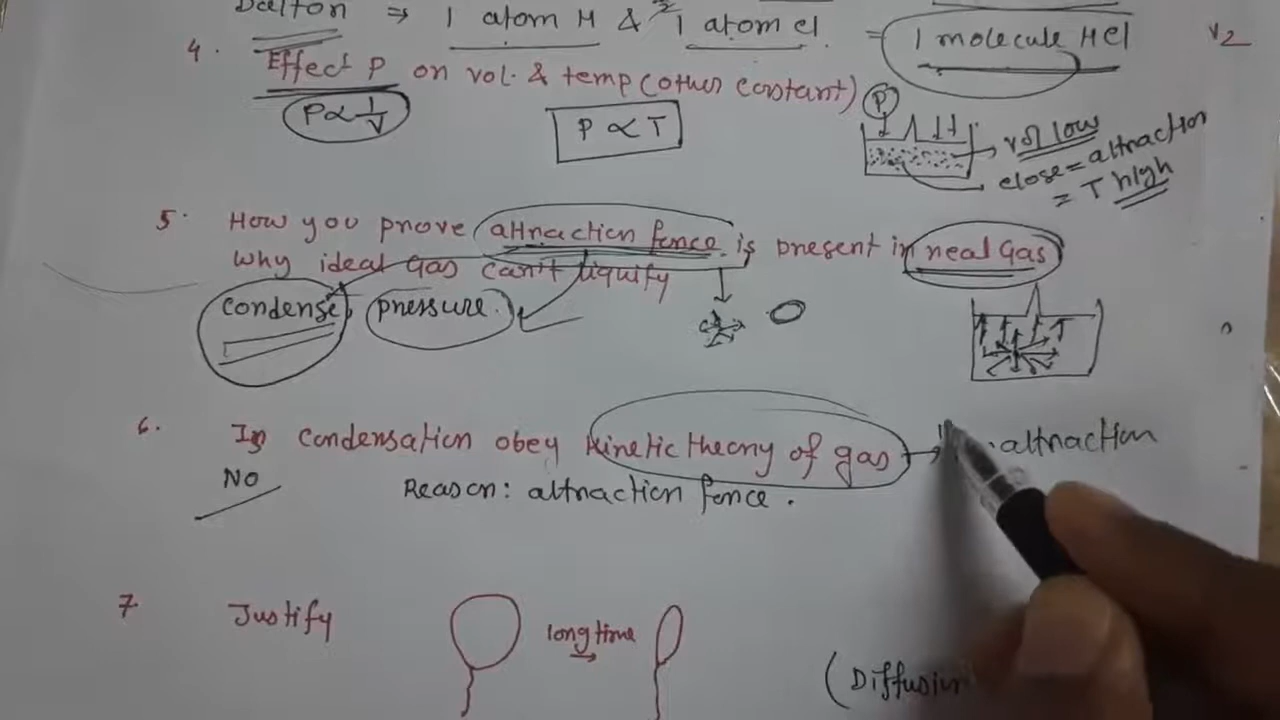 Dalton ⇒ 1 atom H & 1 atom Cl = 1 molecule HCl
4. Effect P on vol. & temp (other constant)
P ∝ 1/V
P ∝ T
P
vol low
close = attraction
= T high
5. How you prove attraction force is present in real gas
Why ideal gas can't liquify
condense, pressure.
6. Is condensation obey kinetic theory of gas → attraction
No
Reason: attraction force.
7. Justify
long time →
(Diffusion